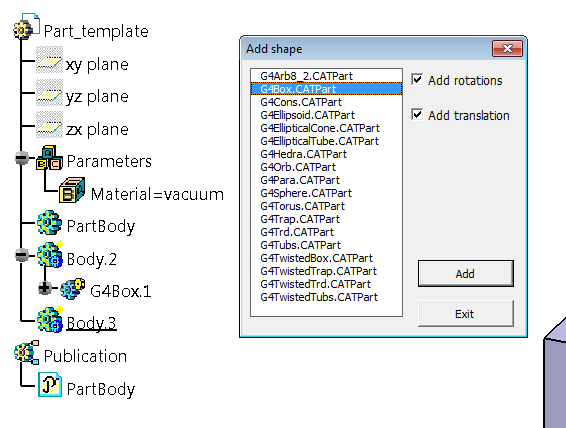 Part_template
xy plane
yz plane
zx plane
Parameters
Material=vacuum
PartBody
Body.2
G4Box.1
Body.3
Publication
PartBody
Add shape
G4Arb8_2.CATPart
G4Box.CATPart
G4Cons.CATPart
G4Ellipsoid.CATPart
G4EllipticalCone.CATPart
G4EllipticalTube.CATPart
G4Hedra.CATPart
G4Orb.CATPart
G4Para.CATPart
G4Sphere.CATPart
G4Torus.CATPart
G4Trap.CATPart
G4Trd.CATPart
G4Tubs.CATPart
G4TwistedBox.CATPart
G4TwistedTrap.CATPart
G4TwistedTrd.CATPart
G4TwistedTubs.CATPart
Add rotations
Add translation
Add
Exit